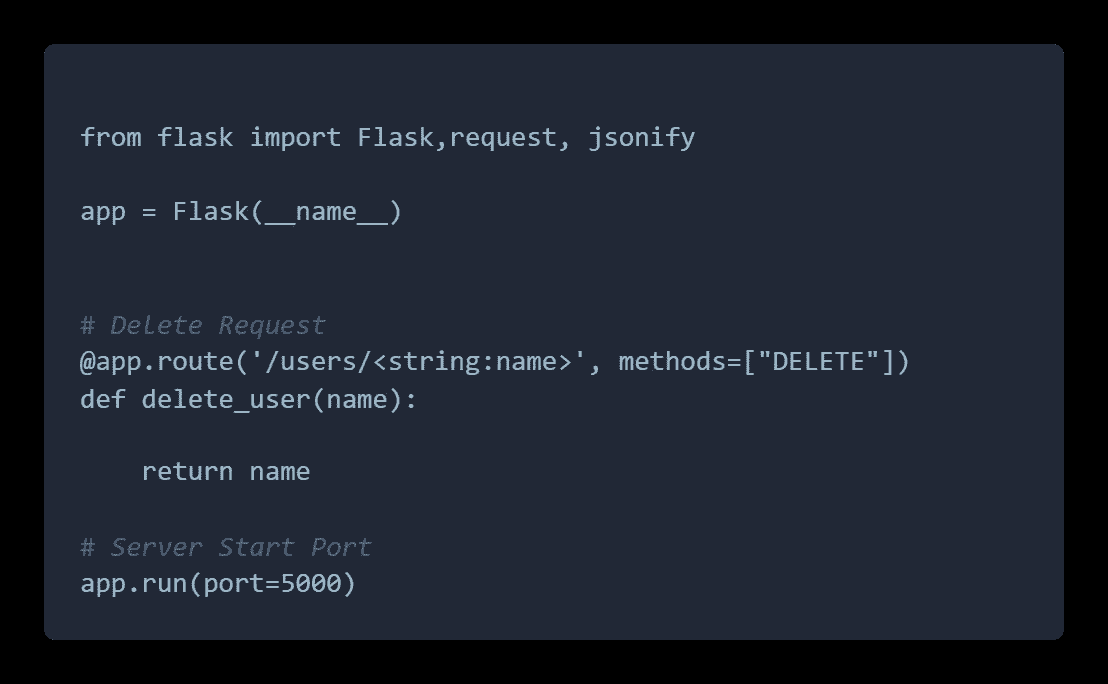 from flask import Flask,request, jsonify
app = Flask(__name__)
# Delete Request
@app.route('/users/<string:name>', methods=["DELETE"])
def delete_user(name):
    return name
# Server Start Port
app.run(port=5000)